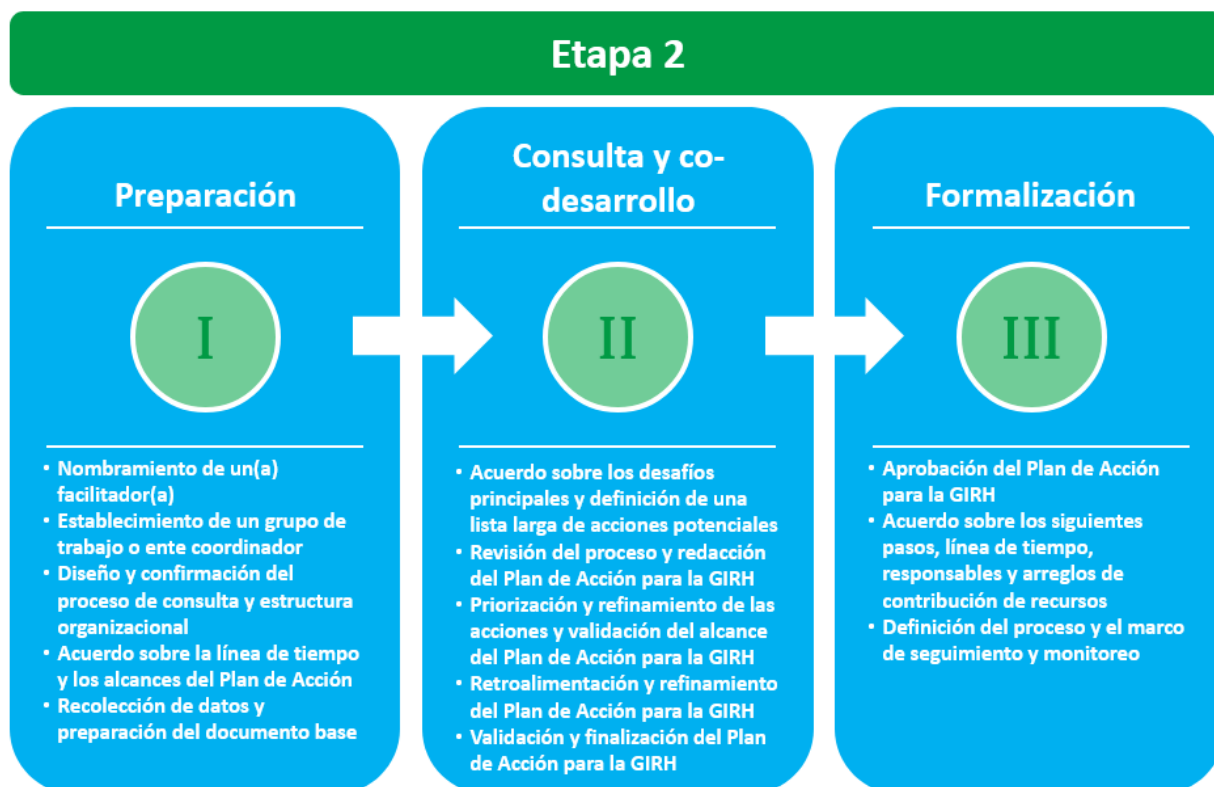 Etapa 2
Preparación
I
• Nombramiento de un(a)
facilitador(a)
• Establecimiento de un grupo de
trabajo o ente coordinador
• Diseño y confirmación del
proceso de consulta y estructura
organizacional
• Acuerdo sobre la línea de tiempo
y los alcances del Plan de Acción
• Recolección de datos y
preparación del documento base
Consulta y co-
desarrollo
II
• Acuerdo sobre los desafíos
principales y definición de una
lista larga de acciones potenciales
• Revisión del proceso y redacción
del Plan de Acción para la GIRH
• Priorización y refinamiento de las
acciones y validación del alcance
del Plan de Acción para la GIRH
• Retroalimentación y refinamiento
del Plan de Acción para la GIRH
• Validación y finalización del Plan
de Acción para la GIRH
Formalización
III
• Aprobación del Plan de Acción
para la GIRH
• Acuerdo sobre los siguientes
pasos, línea de tiempo,
responsables y arreglos de
contribución de recursos
• Definición del proceso y el marco
de seguimiento y monitoreo